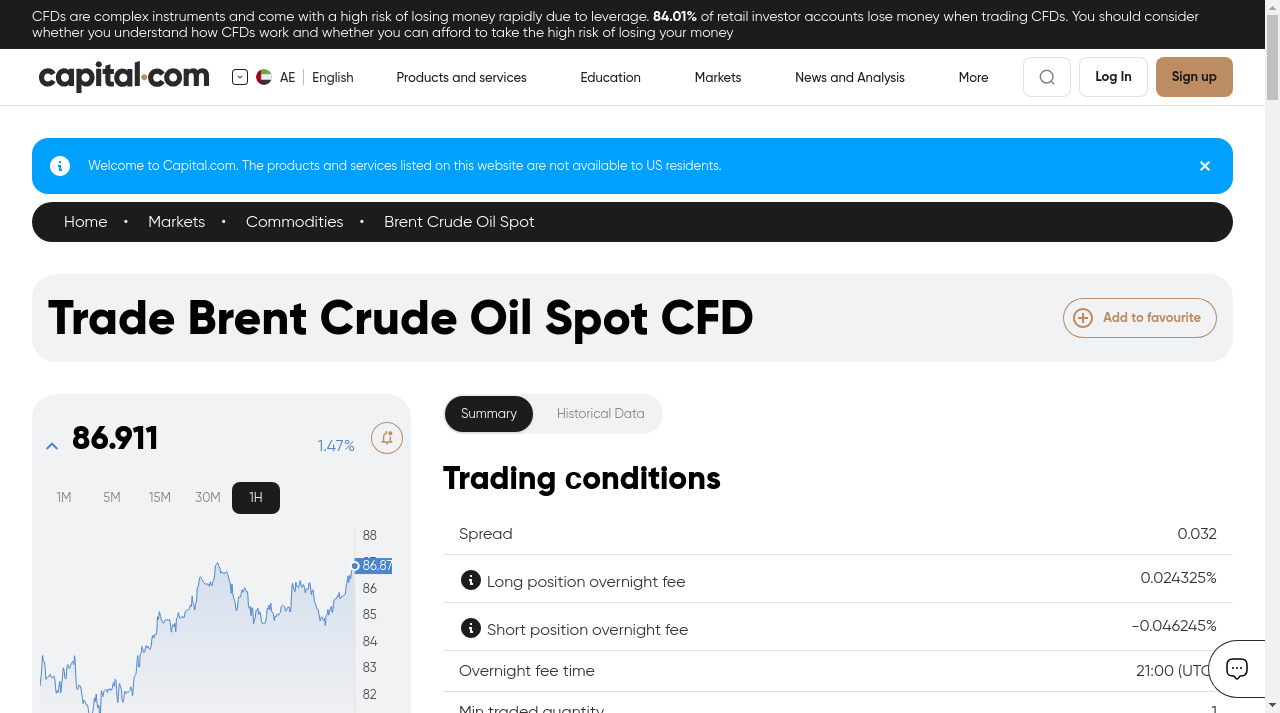 CFDs are complex instruments and come with a high risk of losing money rapidly due to leverage. 84.01% of retail investor accounts lose money when trading CFDs. You should consider
whether you understand how CFDs work and whether you can afford to take the high risk of losing your money
capital.com
AE English Products and services Education Markets News and Analysis More Log In Sign up
Welcome to Capital.com. The products and services listed on this website are not available to US residents.
Home • Markets • Commodities • Brent Crude Oil Spot
Trade Brent Crude Oil Spot CFD
Add to favourite
86.911 1.47%
1M 5M 15M 30M 1H
88
86.87
86
85
84
83
82
Summary Historical Data
Trading conditions
Spread 0.032
Long position overnight fee 0.024325%
Short position overnight fee -0.046245%
Overnight fee time 21:00 (UTC
Min traded quantity 1